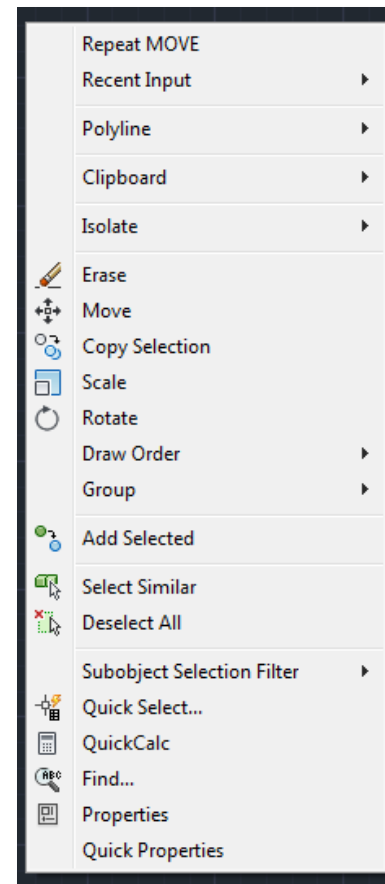 Repeat MOVE
Recent Input
Polyline
Clipboard
Isolate
Erase
Move
Copy Selection
Scale
Rotate
Draw Order
Group
Add Selected
Select Similar
Deselect All
Subobject Selection Filter
Quick Select...
QuickCalc
ABC
Find...
Properties
Quick Properties